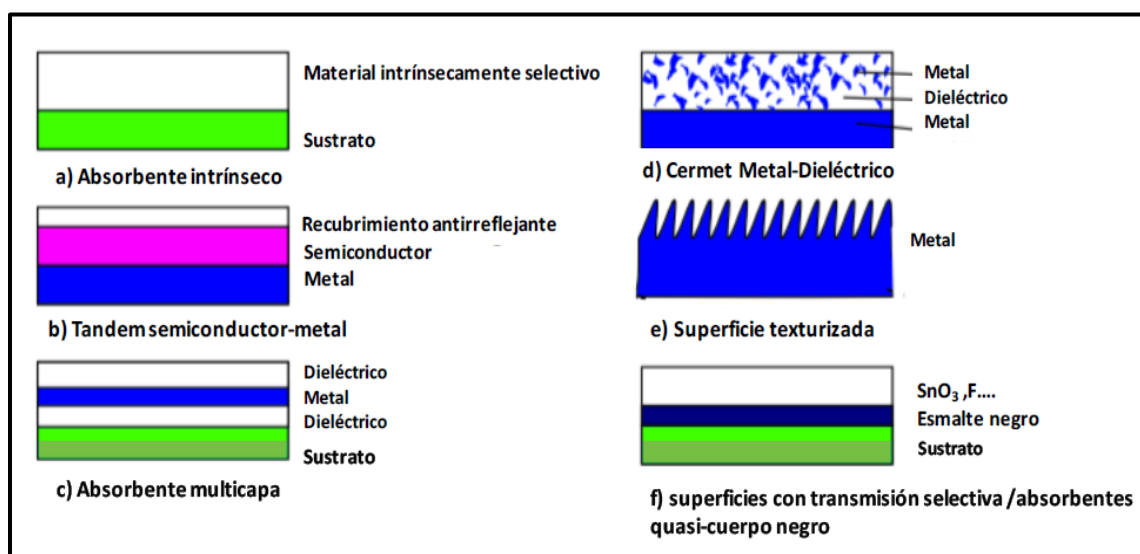 Material intrínsecamente selectivo
Sustrato
a) Absorbente intrínseco
Recubrimiento antirreflejante
Semiconductor
Metal
b) Tandem semiconductor-metal
Dieléctrico
Metal
Dieléctrico
Sustrato
c) Absorbente multicapa
Metal
Dieléctrico
Metal
d) Cermet Metal-Dieléctrico
Metal
e) Superficie texturizada
SnO₃ ,F....
Esmalte negro
Sustrato
f) superficies con transmisión selectiva /absorbentes
quasi-cuerpo negro